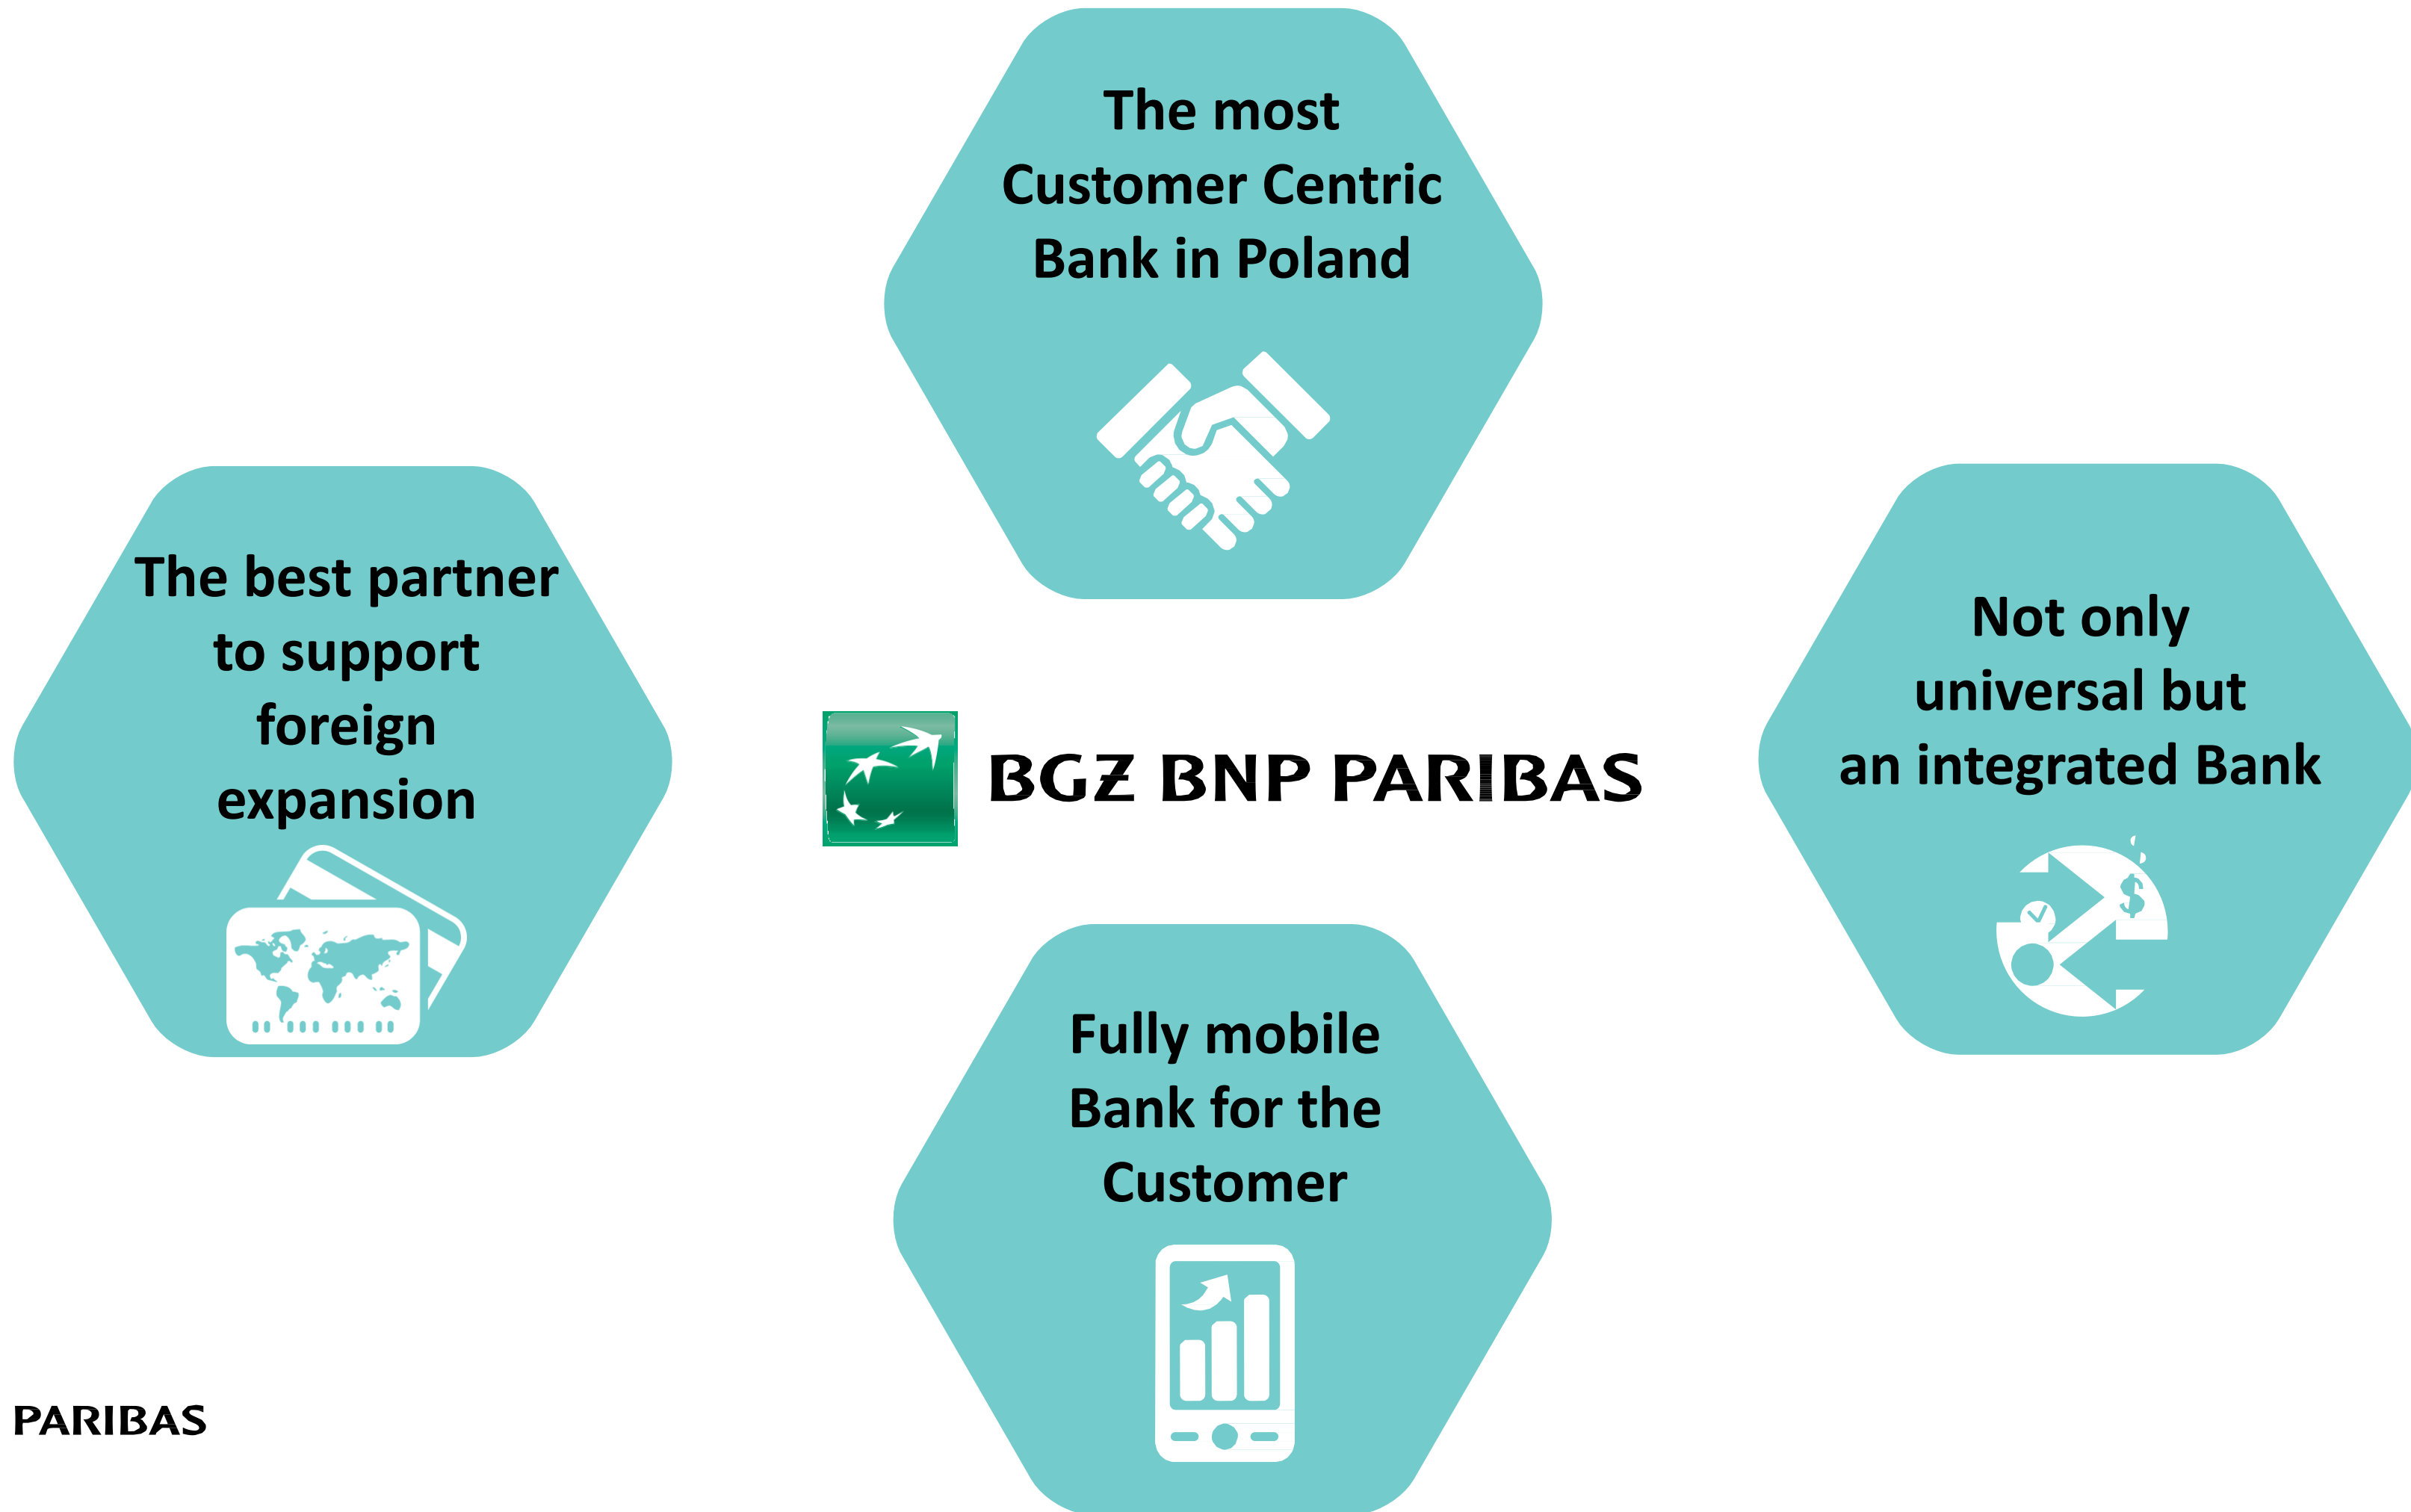 The most
Customer Centric
Bank in Poland
The best partner
to support
foreign
expansion
Not only
universal but
an integrated Bank
BGŻ BNP PARIBAS
Fully mobile
Bank for the
Customer
PARIBAS